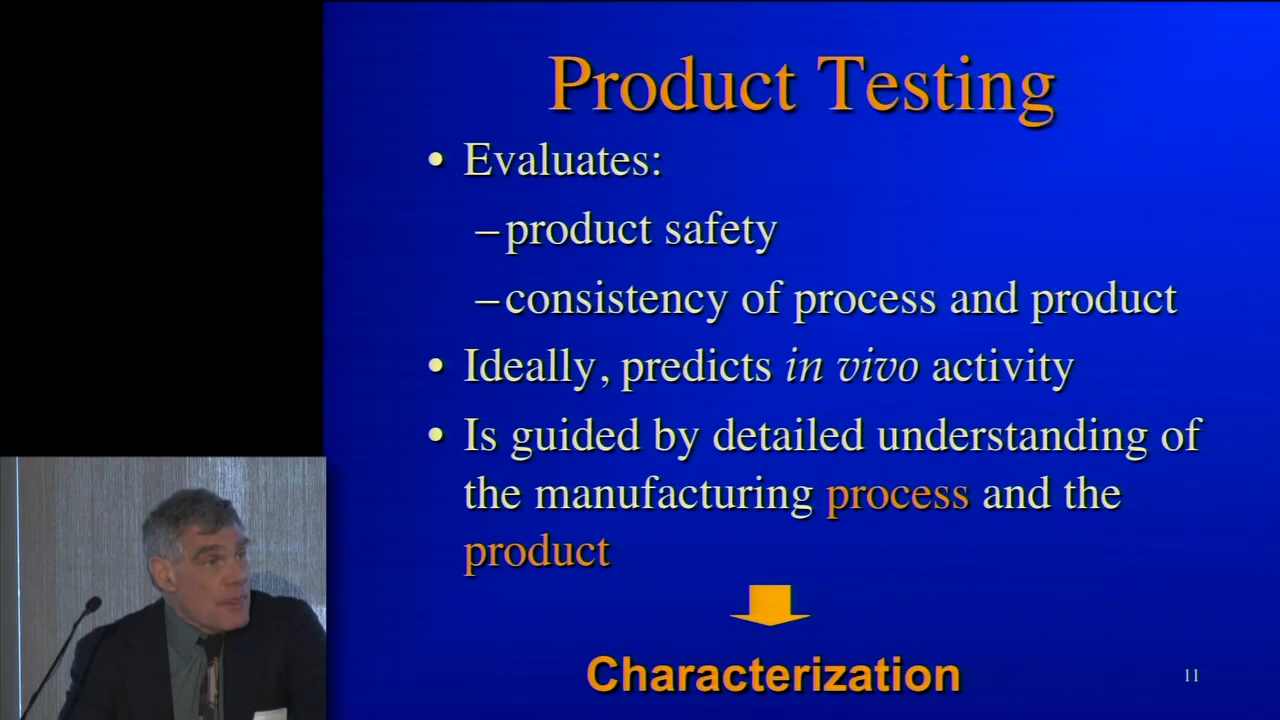 Product Testing
• Evaluates:
– product safety
– consistency of process and product
• Ideally, predicts in vivo activity
• Is guided by detailed understanding of
the manufacturing process and the
product
Characterization
11